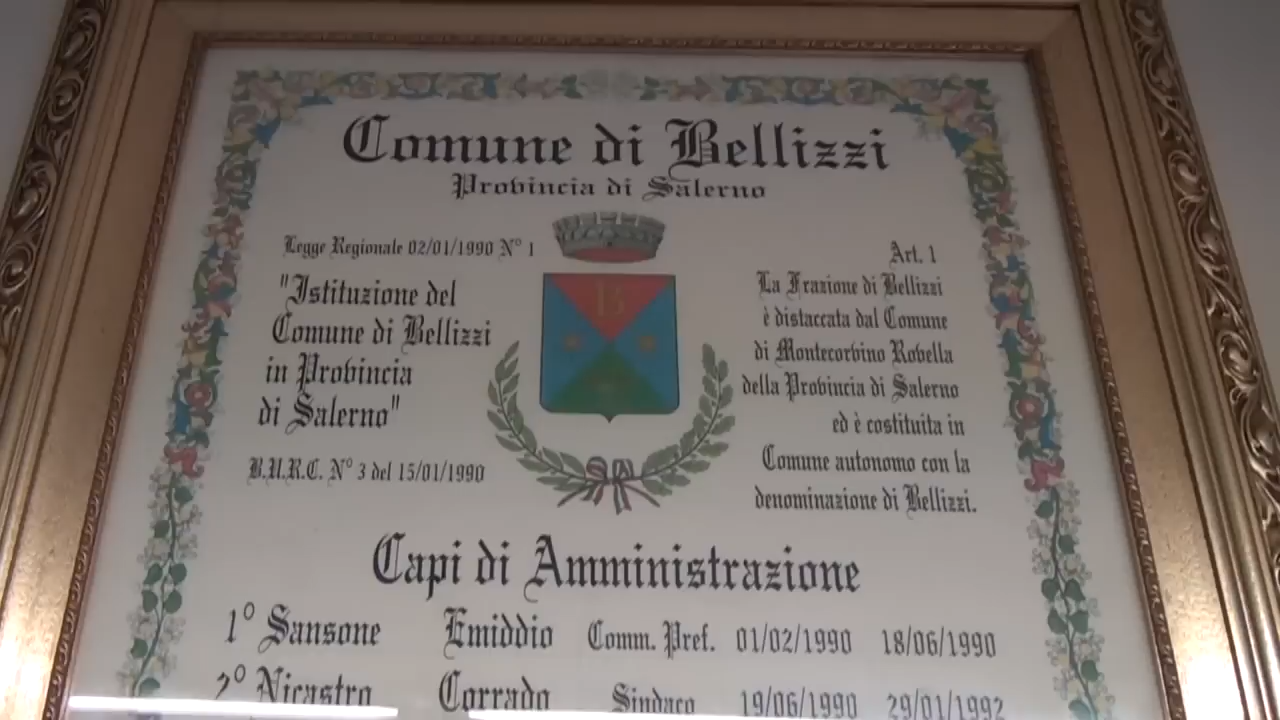 Comune di Bellizzi
Provincia di Salerno
Legge Regionale 02/01/1990 N° 1
"Istituzione del
Comune di Bellizzi
in Provincia
di Salerno"
B.U.R.C. N° 3 del 15/01/1990
B
Art. 1
La Frazione di Bellizzi
è distaccata dal Comune
di Montecorvino Rovella
della Provincia di Salerno
ed è costituita in
Comune autonomo con la
denominazione di Bellizzi.
Capi di Amministrazione
1° Sansone Emiddio Comm. Pref. 01/02/1990 18/06/1990
2° Nicastro Corrado Sindaco 19/06/1990 29/01/1992